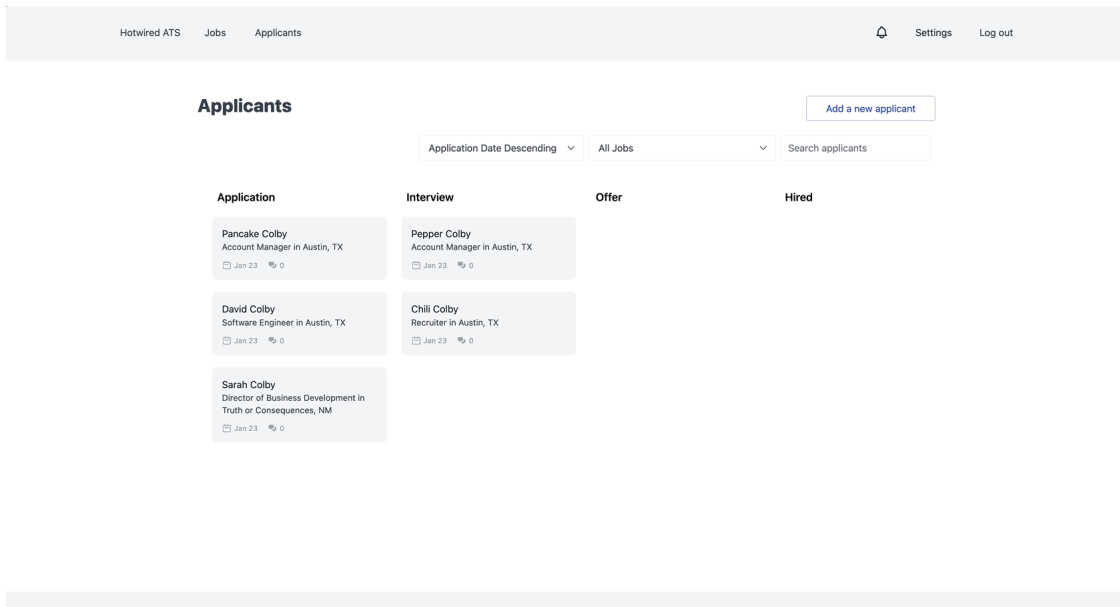 Hotwired ATS Jobs Applicants Settings Log out
Applicants
Add a new applicant
Application Date Descending All Jobs Search applicants
Application Interview Offer Hired
Pancake Colby
Account Manager in Austin, TX
Jan 23 0
Pepper Colby
Account Manager in Austin, TX
Jan 23 0
David Colby
Software Engineer in Austin, TX
Jan 23 0
Chili Colby
Recruiter in Austin, TX
Jan 23 0
Sarah Colby
Director of Business Development in
Truth or Consequences, NM
Jan 23 0